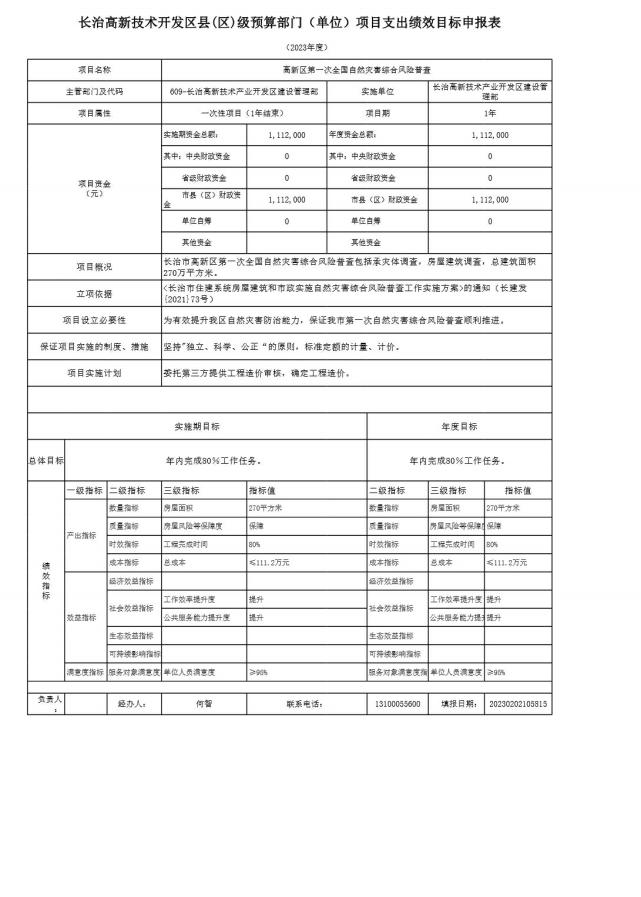 长治高新技术开发区县(区)级预算部门（单位）项目支出绩效目标申报表
（2023年度）
项目名称 高新区第一次全国自然灾害综合风险普查
主管部门及代码 609-长治高新技术产业开发区建设管理部 实施单位 长治高新技术产业开发区建设管
理部
项目属性 一次性项目（1年结束） 项目期 1年
项目资金
（元）
实施期资金总额： 1,112,000 年度资金总额： 1,112,000
其中：中央财政资金 0 其中：中央财政资金 0
省级财政资金 0 省级财政资金 0
市县（区）财政资
金 1,112,000 市县（区）财政资金 1,112,000
单位自筹 0 单位自筹 0
其他资金 其他资金
项目概况 长治市高新区第一次全国自然灾害综合风险普查包括承灾体调查，房屋建筑调查，总建筑面积
270万平方米。
立项依据 <长治市住建系统房屋建筑和市政实施自然灾害综合风险普查工作实施方案>的通知（长建发
{2021}73号）
项目设立必要性 为有效提升我区自然灾害防治能力，保证我市第一次自然灾害综合风险普查顺利推进。
保证项目实施的制度、措施 坚持"独立、科学、公正“的原则，标准定额的计量、计价。
项目实施计划 委托第三方提供工程造价审核，确定工程造价。
实施期目标 年度目标
总体目标 年内完成80%工作任务。 年内完成80%工作任务。
绩效指标
一级指标 二级指标 三级指标 指标值 二级指标 三级指标 指标值
产出指标
数量指标 房屋面积 270平方米 数量指标 房屋面积 270平方米
质量指标 房屋风险等保障度 保障 质量指标 房屋风险等保障 保障
时效指标 工程完成时间 80% 时效指标 工程完成时间 80%
成本指标 总成本 ≤111.2万元 成本指标 总成本 ≤111.2万元
效益指标
经济效益指标 经济效益指标
社会效益指标 工作效率提升度 提升 社会效益指标 工作效率提升度 提升
公共服务能力提升度 提升 公共服务能力提升 提升
生态效益指标 生态效益指标
可持续影响指标 可持续影响指标
满意度指标 服务对象满意度 单位人员满意度 ≥96% 服务对象满意度指 单位人员满意度 ≥96%
负责人
： 经办人： 何智 联系电话： 13100055600 填报日期： 20230202105815